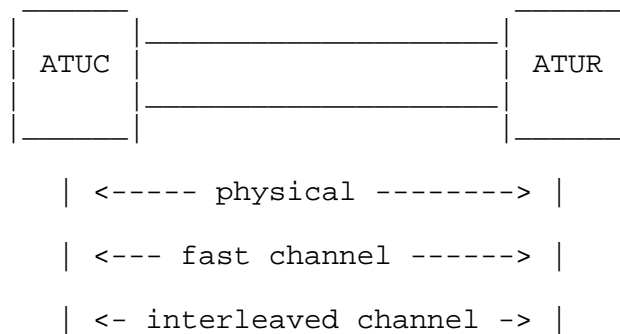 ATUC ATUR
| <----- physical --------> |
| <--- fast channel ------> |
| <- interleaved channel -> |